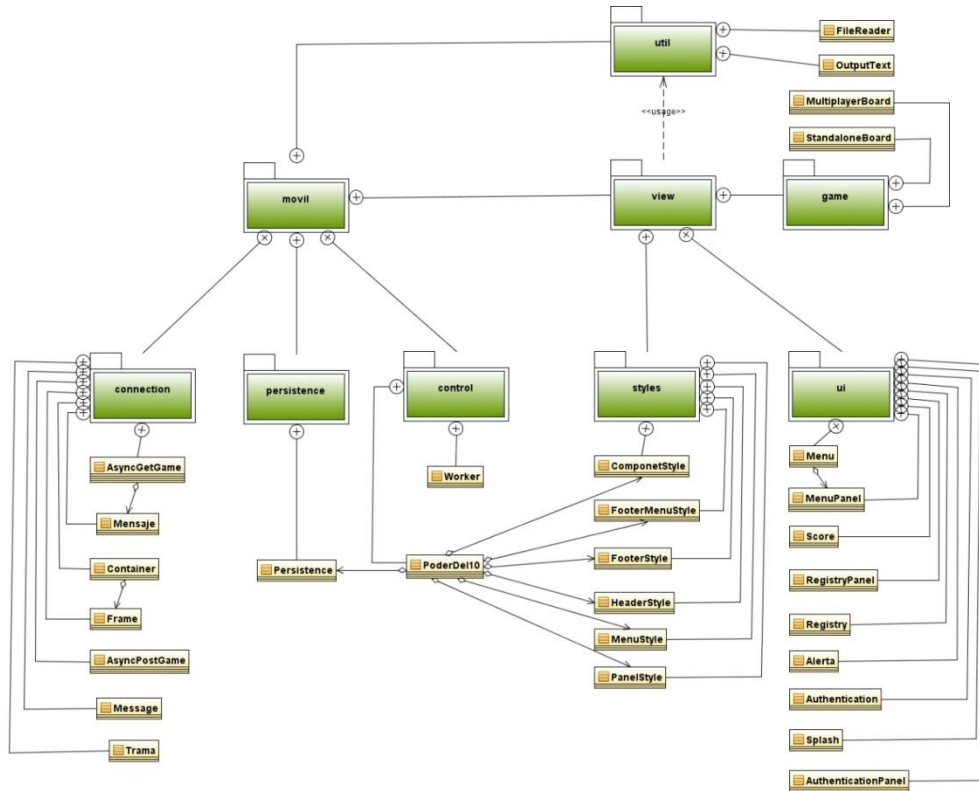 util
FileReader
OutputText
MultiplayerBoard
<<usage>>
StandaloneBoard
movil
view
game
connection
persistence
control
styles
ui
AsyncGetGame
Worker
ComponetStyle
Menu
MenuPanel
Mensaje
FooterMenuStyle
Score
Container
Persistence
PoderDel10
FooterStyle
RegistryPanel
Frame
HeaderStyle
Registry
MenuStyle
AsyncPostGame
Alerta
PanelStyle
Message
Authentication
Trama
Splash
AuthenticationPanel